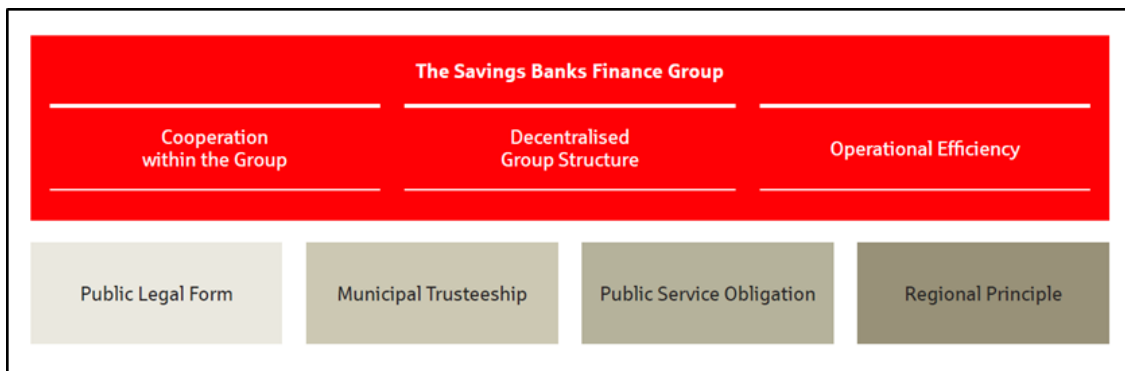 The Savings Banks Finance Group
Cooperation
within the Group
Decentralised
Group Structure
Operational Efficiency
Public Legal Form
Municipal Trusteeship
Public Service Obligation
Regional Principle